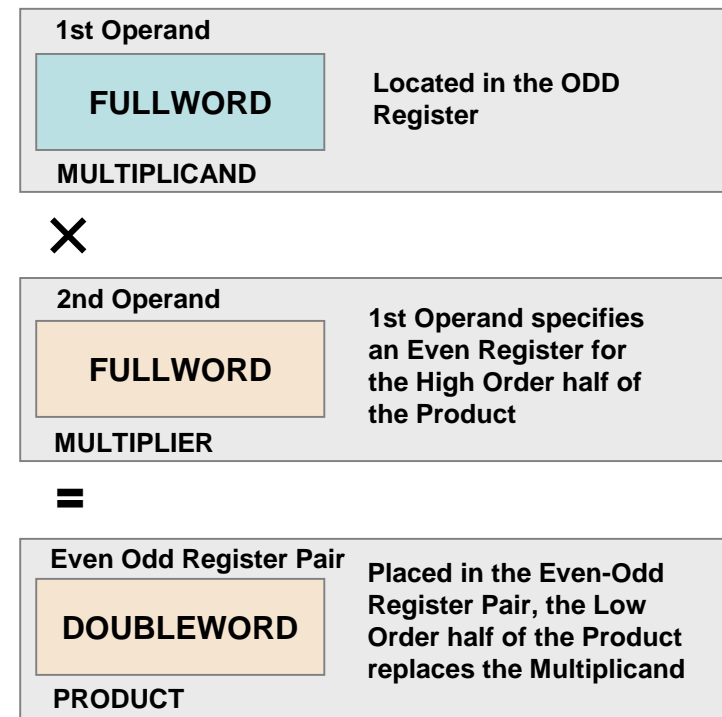 1st Operand
FULLWORD
MULTIPLICAND
Located in the ODD
Register
×
2nd Operand
FULLWORD
MULTIPLIER
1st Operand specifies
an Even Register for
the High Order half of
the Product
=
Even Odd Register Pair
DOUBLEWORD
PRODUCT
Placed in the Even-Odd
Register Pair, the Low
Order half of the Product
replaces the Multiplicand